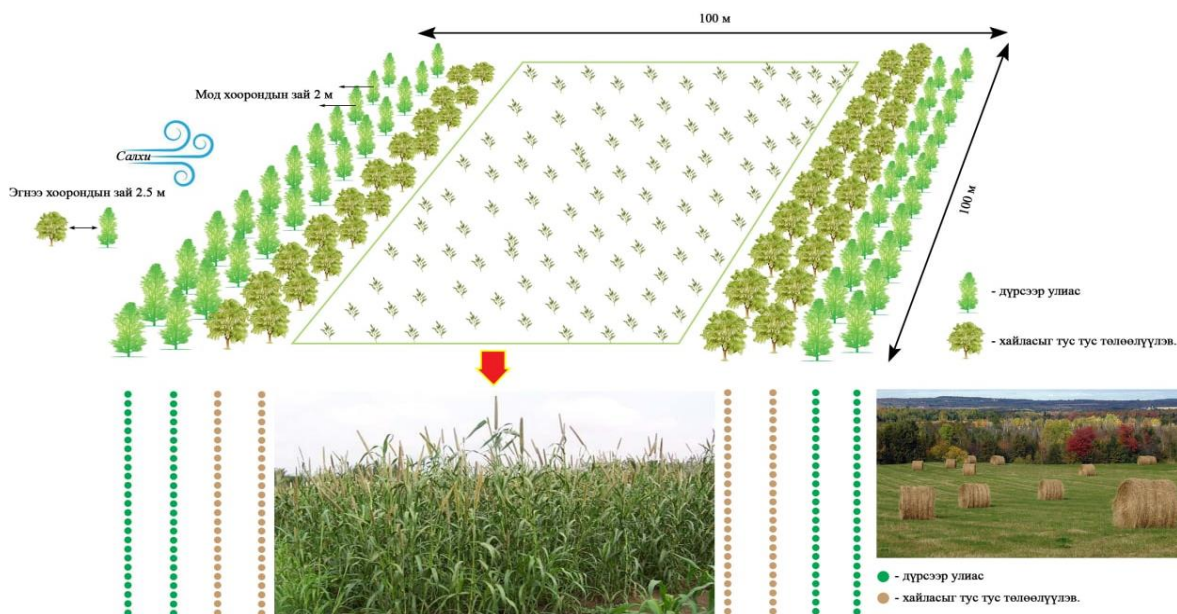 100 м
Мод хоорондын зай 2 м
Салхи
Эгнээ хоорондын зай 2.5 м
100 м
- дүрсээр улиас
- хайласыг тус тус төлөөлүүлэв.
- дүрсээр улиас
- хайласыг тус тус төлөөлүүлэв.